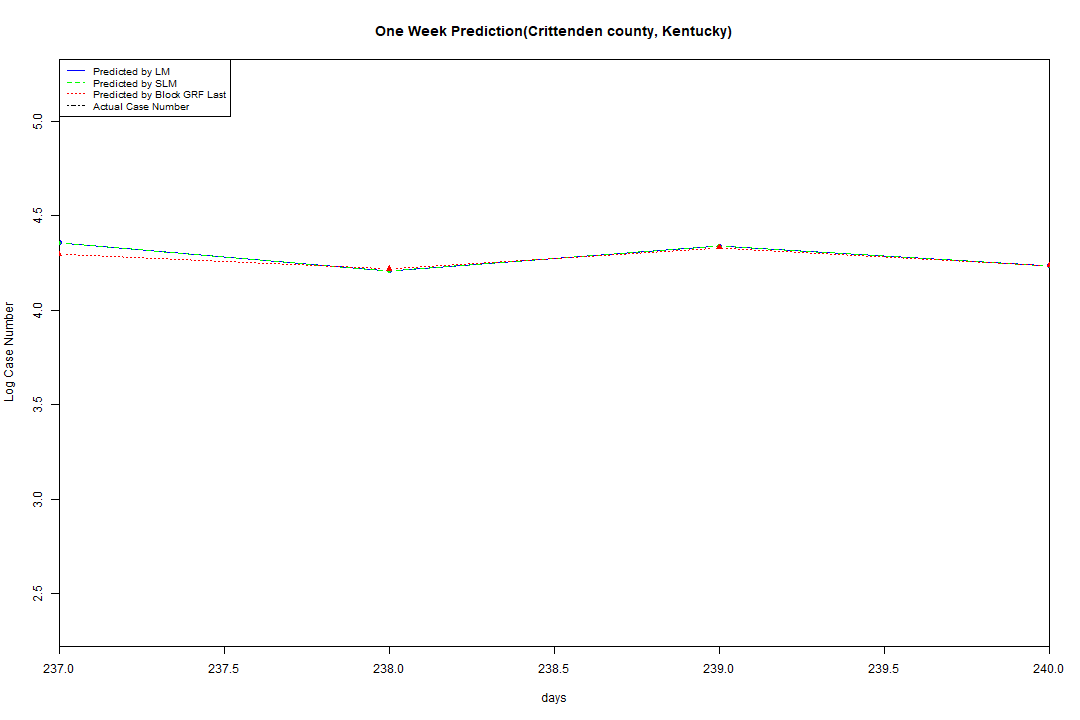 One Week Prediction(Crittenden county, Kentucky)
Predicted by LM
Predicted by SLM
Predicted by Block GRF Last
Actual Case Number
5.0
4.5
4.0
3.5
3.0
2.5
Log Case Number
237.0 237.5 238.0 238.5 239.0 239.5 240.0
days